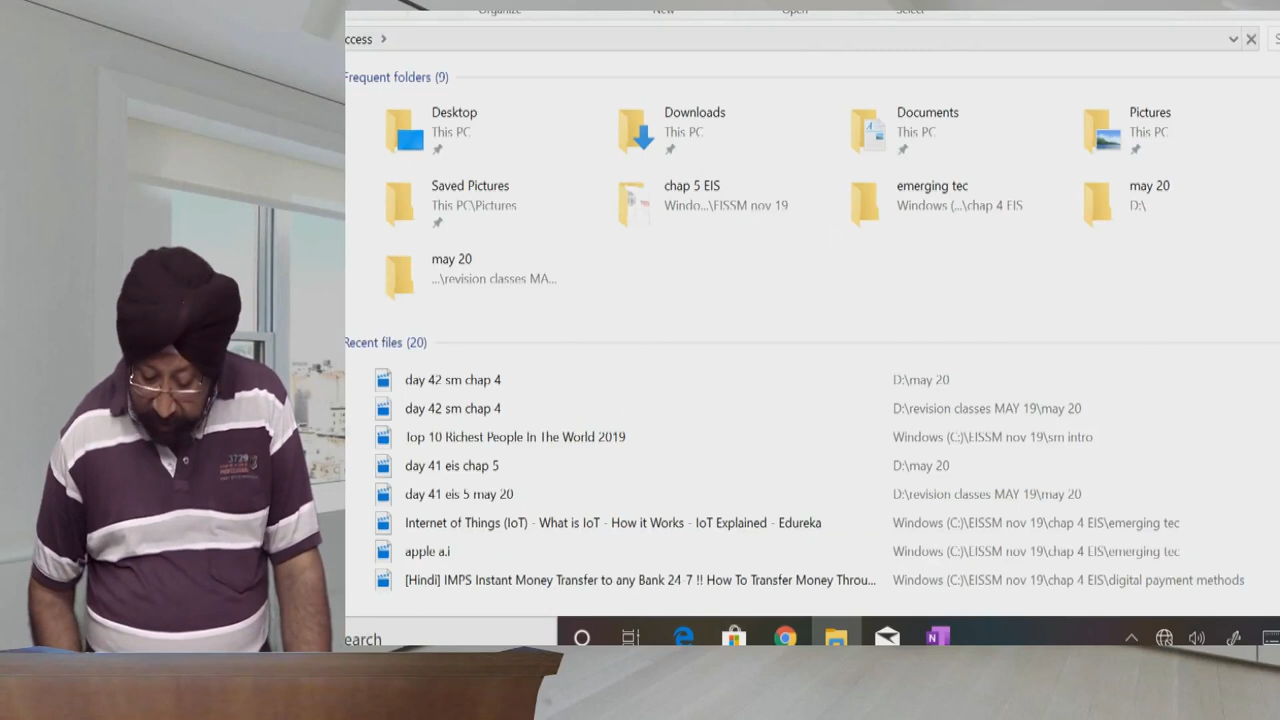 Organize New Open Select
ccess >
Frequent folders (9)
Desktop
This PC
Downloads
This PC
Documents
This PC
Pictures
This PC
Saved Pictures
This PC\Pictures
chap 5 EIS
Windo...\EISSM nov 19
emerging tec
Windows (...\chap 4 EIS
may 20
D:\
may 20
...\revision classes MA...
Recent files (20)
day 42 sm chap 4 D:\may 20
day 42 sm chap 4 D:\revision classes MAY 19\may 20
Top 10 Richest People In The World 2019 Windows (C:)\EISSM nov 19\sm intro
day 41 eis chap 5 D:\may 20
day 41 eis 5 may 20 D:\revision classes MAY 19\may 20
Internet of Things (IoT) - What is IoT - How it Works - IoT Explained - Edureka Windows (C:)\EISSM nov 19\chap 4 EIS\emerging tec
apple a.i Windows (C:)\EISSM nov 19\chap 4 EIS\emerging tec
[Hindi] IMPS Instant Money Transfer to any Bank 24 7 !! How To Transfer Money Throu... Windows (C:)\EISSM nov 19\chap 4 EIS\digital payment methods
earch
N
3729